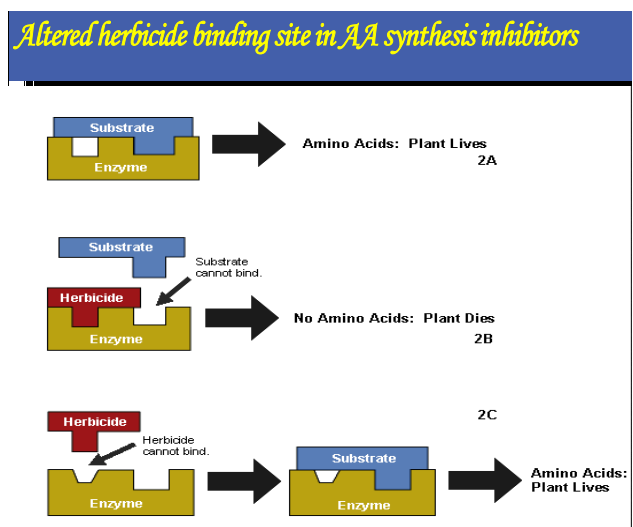 Altered herbicide binding site in AA synthesis inhibitors
Substrate
Enzyme
Amino Acids: Plant Lives
2A
Substrate
Substrate
cannot bind.
Herbicide
Enzyme
No Amino Acids: Plant Dies
2B
2C
Herbicide
Herbicide
cannot bind.
Enzyme
Substrate
Enzyme
Amino Acids:
Plant Lives